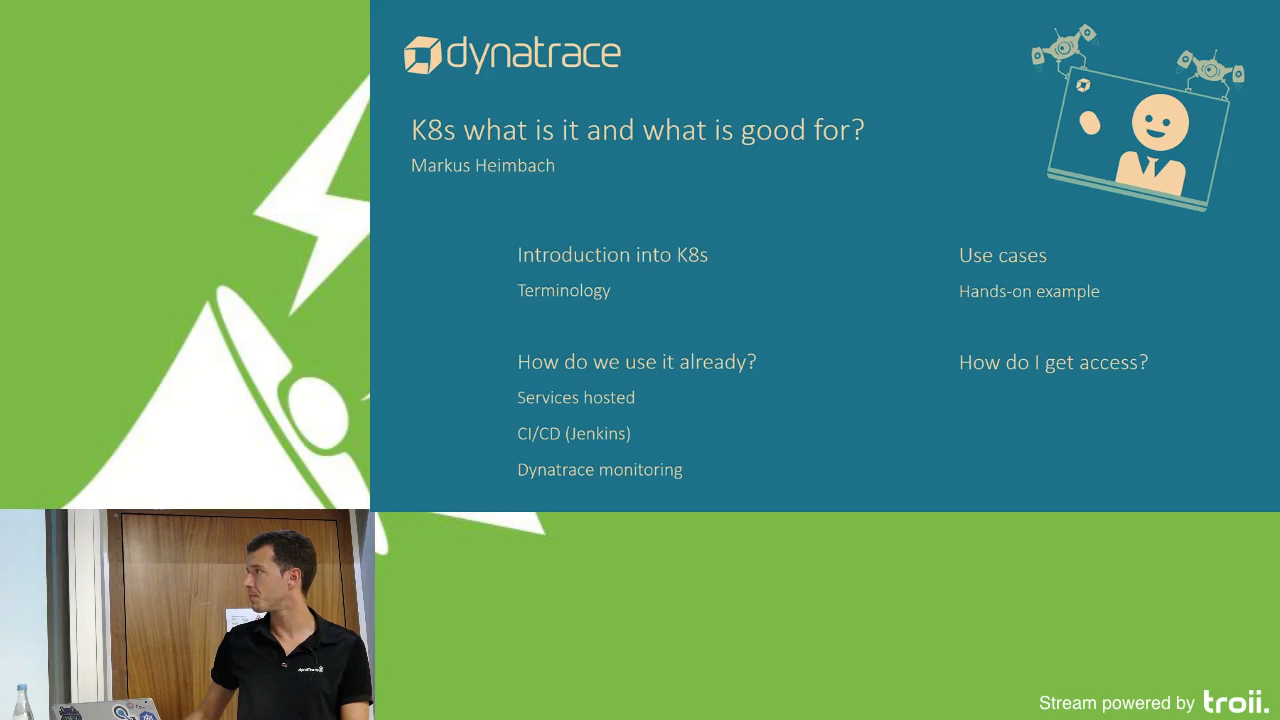 dynatrace
K8s what is it and what is good for?
Markus Heimbach
Introduction into K8s
Terminology
Use cases
Hands-on example
How do we use it already?
Services hosted
CI/CD (Jenkins)
Dynatrace monitoring
How do I get access?
dynatrace
Stream powered by troii.